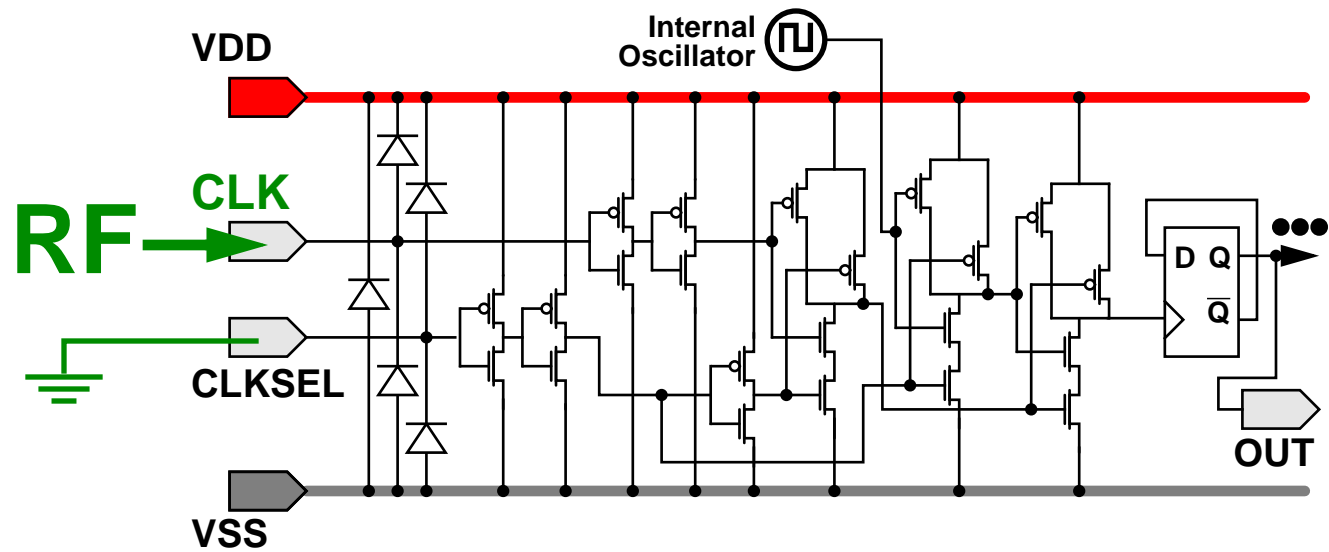 Internal
Oscillator
VDD
CLK
RF
CLKSEL
D Q
Q̅
OUT
VSS